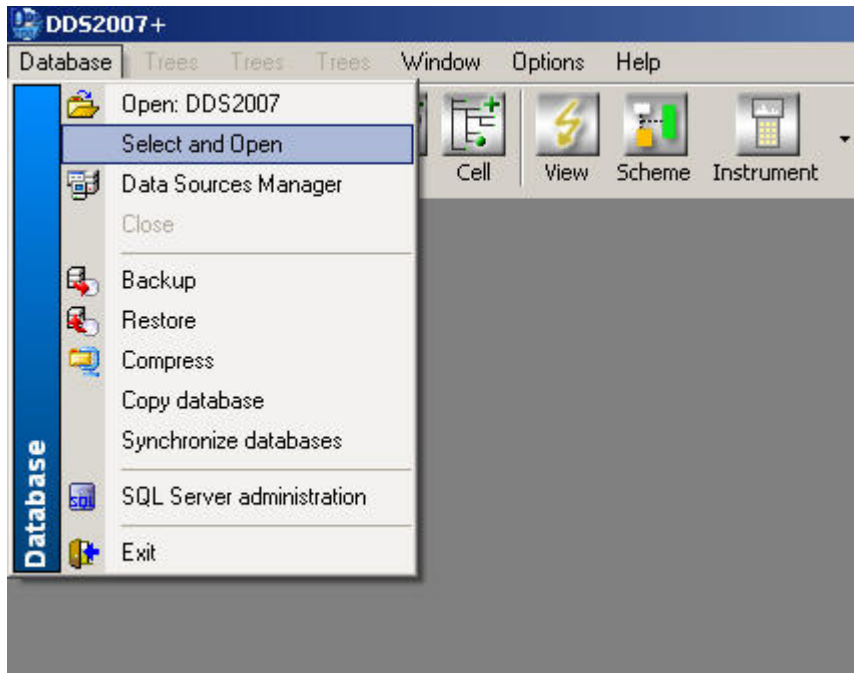 DDS2007+
Database Trees Trees Trees Window Options Help
Open: DDS2007
Select and Open
Data Sources Manager
Close
Backup
Restore
Compress
Copy database
Synchronize databases
SQL Server administration
Exit
Database
Cell View Scheme Instrument
sql